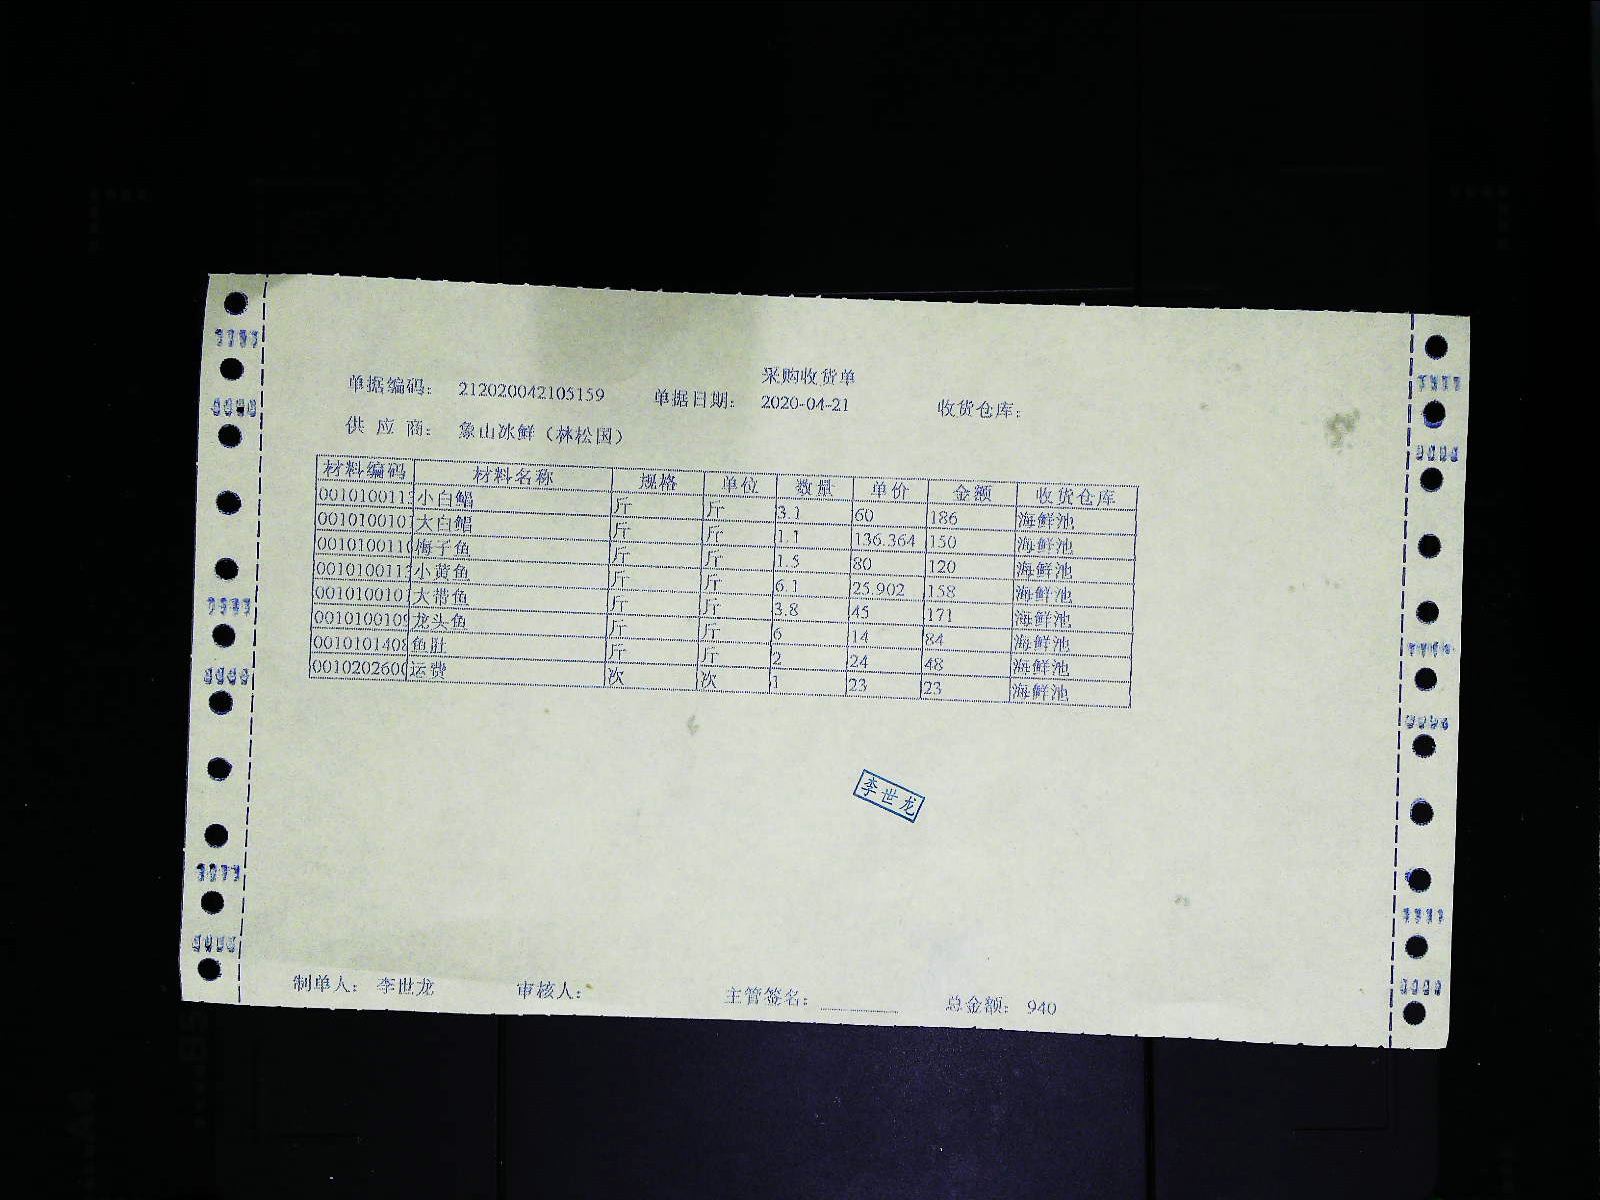 采购收货单
单据编码: 212020042105159 单据日期: 2020-04-21 收货仓库:
供 应 商: 象山冰鲜（林松国）
材料编码 材料名称 规格 单位 数量 单价 金额 收货仓库
001010011 小白鲳 斤 斤 3.1 60 186 海鲜池
001010010 大白鲳 斤 斤 1.1 136.364 150 海鲜池
001010011 梅子鱼 斤 斤 1.5 80 120 海鲜池
001010011 小黄鱼 斤 斤 6.1 25.902 158 海鲜池
001010010 大带鱼 斤 斤 3.8 45 171 海鲜池
001010010 龙头鱼 斤 斤 6 14 84 海鲜池
001010140 鱼肚 斤 斤 2 24 48 海鲜池
001020260 运费 次 次 1 23 23 海鲜池
李世龙
制单人: 李世龙 审核人: 主管签名: 总金额: 940